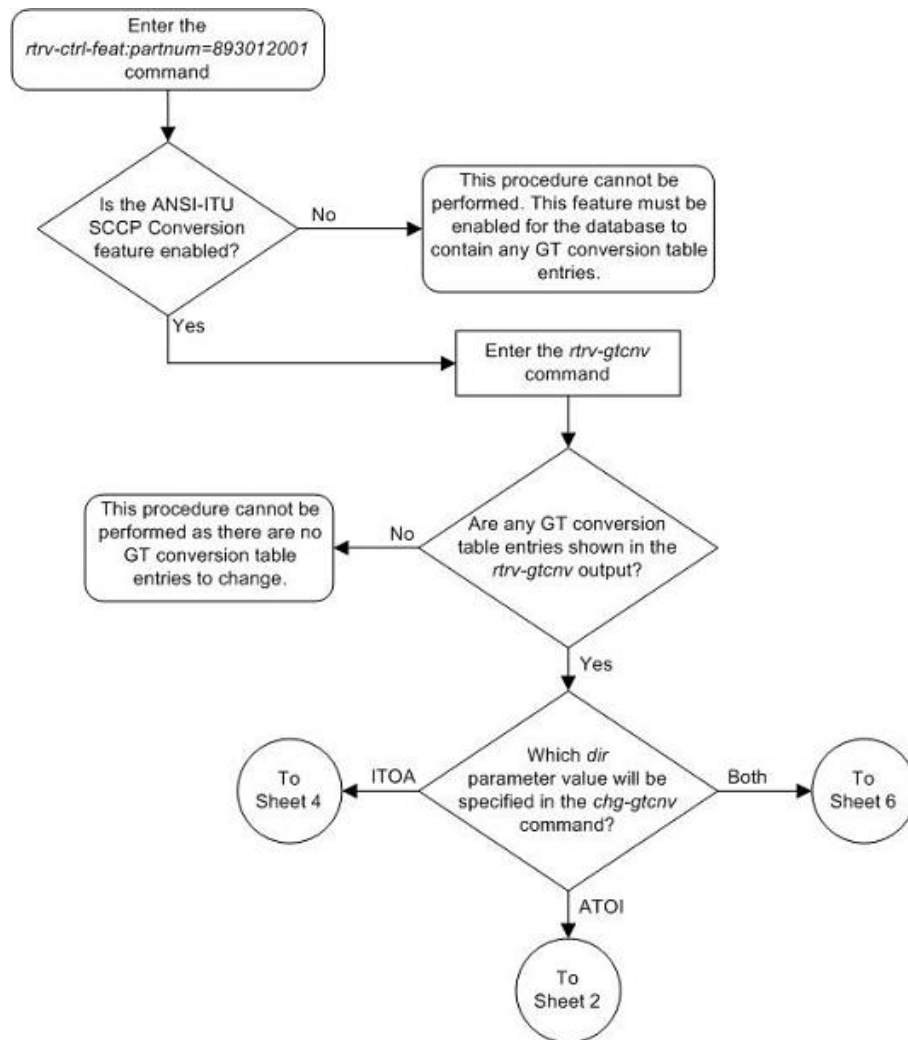 Enter the
rtrv-ctrl-feat:partnum=893012001
command
Is the ANSI-ITU
SCCP Conversion
feature enabled?
No
This procedure cannot be
performed. This feature must be
enabled for the database to
contain any GT conversion table
entries.
Yes
Enter the rtrv-gtcnv
command
Are any GT conversion
table entries shown in the
rtrv-gtcnv output?
No
This procedure cannot be
performed as there are no
GT conversion table
entries to change.
Yes
Which dir
parameter value will be
specified in the chg-gtcnv
command?
ITOA
To
Sheet 4
Both
To
Sheet 6
ATOI
To
Sheet 2